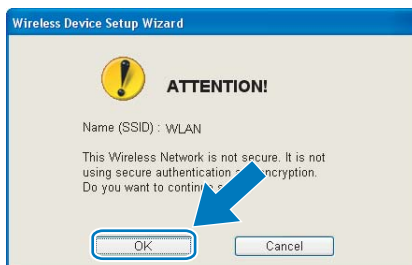 Wireless Device Setup Wizard
ATTENTION!
Name (SSID) : WLAN
This Wireless Network is not secure. It is not
using secure authentication
Do you want to
OK
Cancel